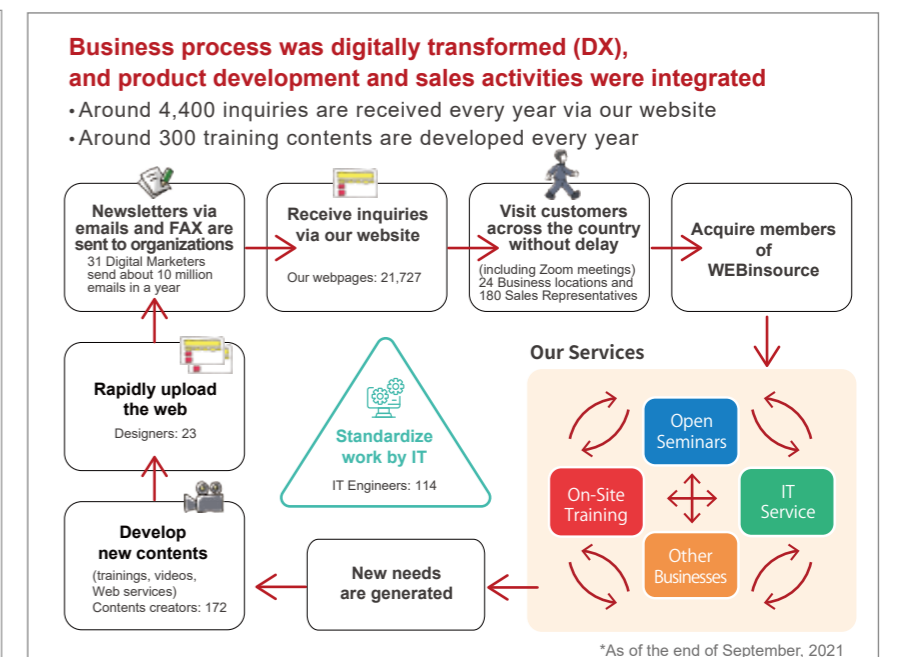 Business process was digitally transformed (DX),
and product development and sales activities were integrated
• Around 4,400 inquiries are received every year via our website
• Around 300 training contents are developed every year
Newsletters via
emails and FAX are
sent to organizations
31 Digital Marketers
send about 10 million
emails in a year
Receive inquiries
via our website
Our webpages: 21,727
Visit customers
across the country
without delay
(including Zoom meetings)
24 Business locations and
180 Sales Representatives
Acquire members
of
WEBinsource
Rapidly upload
the web
Designers: 23
Standardize
work by IT
IT Engineers: 114
Our Services
Open
Seminars
On-Site
Training
IT
Service
Other
Businesses
Develop
new contents
(trainings, videos,
Web services)
Contents creators: 172
New needs
are generated
*As of the end of September, 2021